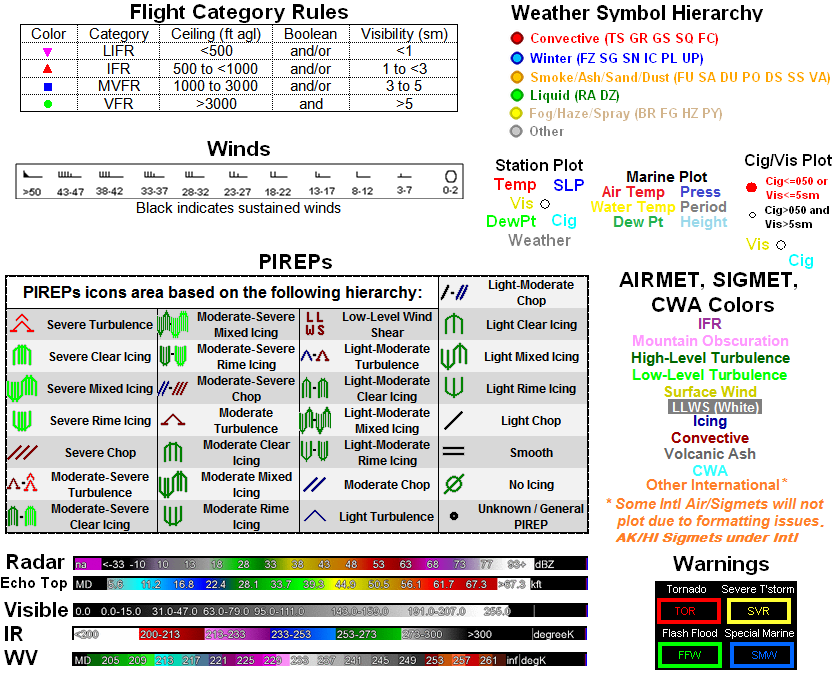 Flight Category Rules
Color Category Ceiling (ft agl) Boolean Visibility (sm)
LIFR <500 and/or <1
IFR 500 to <1000 and/or 1 to <3
MVFR 1000 to 3000 and/or 3 to 5
VFR >3000 and >5
Weather Symbol Hierarchy
Convective (TS GR GS SQ FC)
Winter (FZ SG SN IC PL UP)
Smoke/Ash/Sand/Dust (FU SA DU PO DS SS VA)
Liquid (RA DZ)
Fog/Haze/Spray (BR FG HZ PY)
Other
Winds
>50 43-47 38-42 33-37 28-32 23-27 18-22 13-17 8-12 3-7 0-2
Black indicates sustained winds
Station Plot
Temp SLP
Vis
DewPt Cig
Weather
Marine Plot
Air Temp Press
Water Temp Period
Dew Pt Height
Cig/Vis Plot
Cig<=050 or
Vis<=5sm
Cig>050 and
Vis>5sm
Vis
Cig
PIREPs
PIREPs icons area based on the following hierarchy:
Light-Moderate
Chop
Severe Turbulence
Moderate-Severe
Mixed Icing
LL
WS
Low-Level Wind
Shear
Light Clear Icing
Severe Clear Icing
Moderate-Severe
Rime Icing
Light-Moderate
Turbulence
Light Mixed Icing
Severe Mixed Icing
Moderate-Severe
Chop
Light-Moderate
Clear Icing
Light Rime Icing
Severe Rime Icing
Moderate
Turbulence
Light-Moderate
Mixed Icing
Light Chop
Severe Chop
Moderate Clear
Icing
Light-Moderate
Rime Icing
Smooth
Moderate-Severe
Turbulence
Moderate Mixed
Icing
Moderate Chop
No Icing
Moderate-Severe
Clear Icing
Moderate Rime
Icing
Light Turbulence
Unknown / General
PIREP
AIRMET, SIGMET,
CWA Colors
IFR
Mountain Obscuration
High-Level Turbulence
Low-Level Turbulence
Surface Wind
LLWS (White)
Icing
Convective
Volcanic Ash
CWA
Other International*
* Some Intl Air/Sigmets will not
plot due to formatting issues.
AK/HI Sigmets under Intl
Radar na <-33 -10 10 13 20 28 33 38 43 48 53 63 68 73 77 93+ dBZ
Echo Top MD 5.6 11.2 16.8 22.4 28.1 33.7 39.3 44.9 50.5 56.1 61.7 67.3 >67.3 kft
Visible 0.0 0.0-15.0 31.0-47.0 63.0-79.0 95.0-111.0 143.0-159.0 191.0-207.0 255.0
IR <200 200-213 213-233 233-253 253-273 273-300 >300 degreeK
WV MD 205 209 213 217 221 225 229 233 237 241 245 249 253 257 261 inf degK
Warnings
Tornado Severe T'storm
TOR SVR
Flash Flood Special Marine
FFW SMW